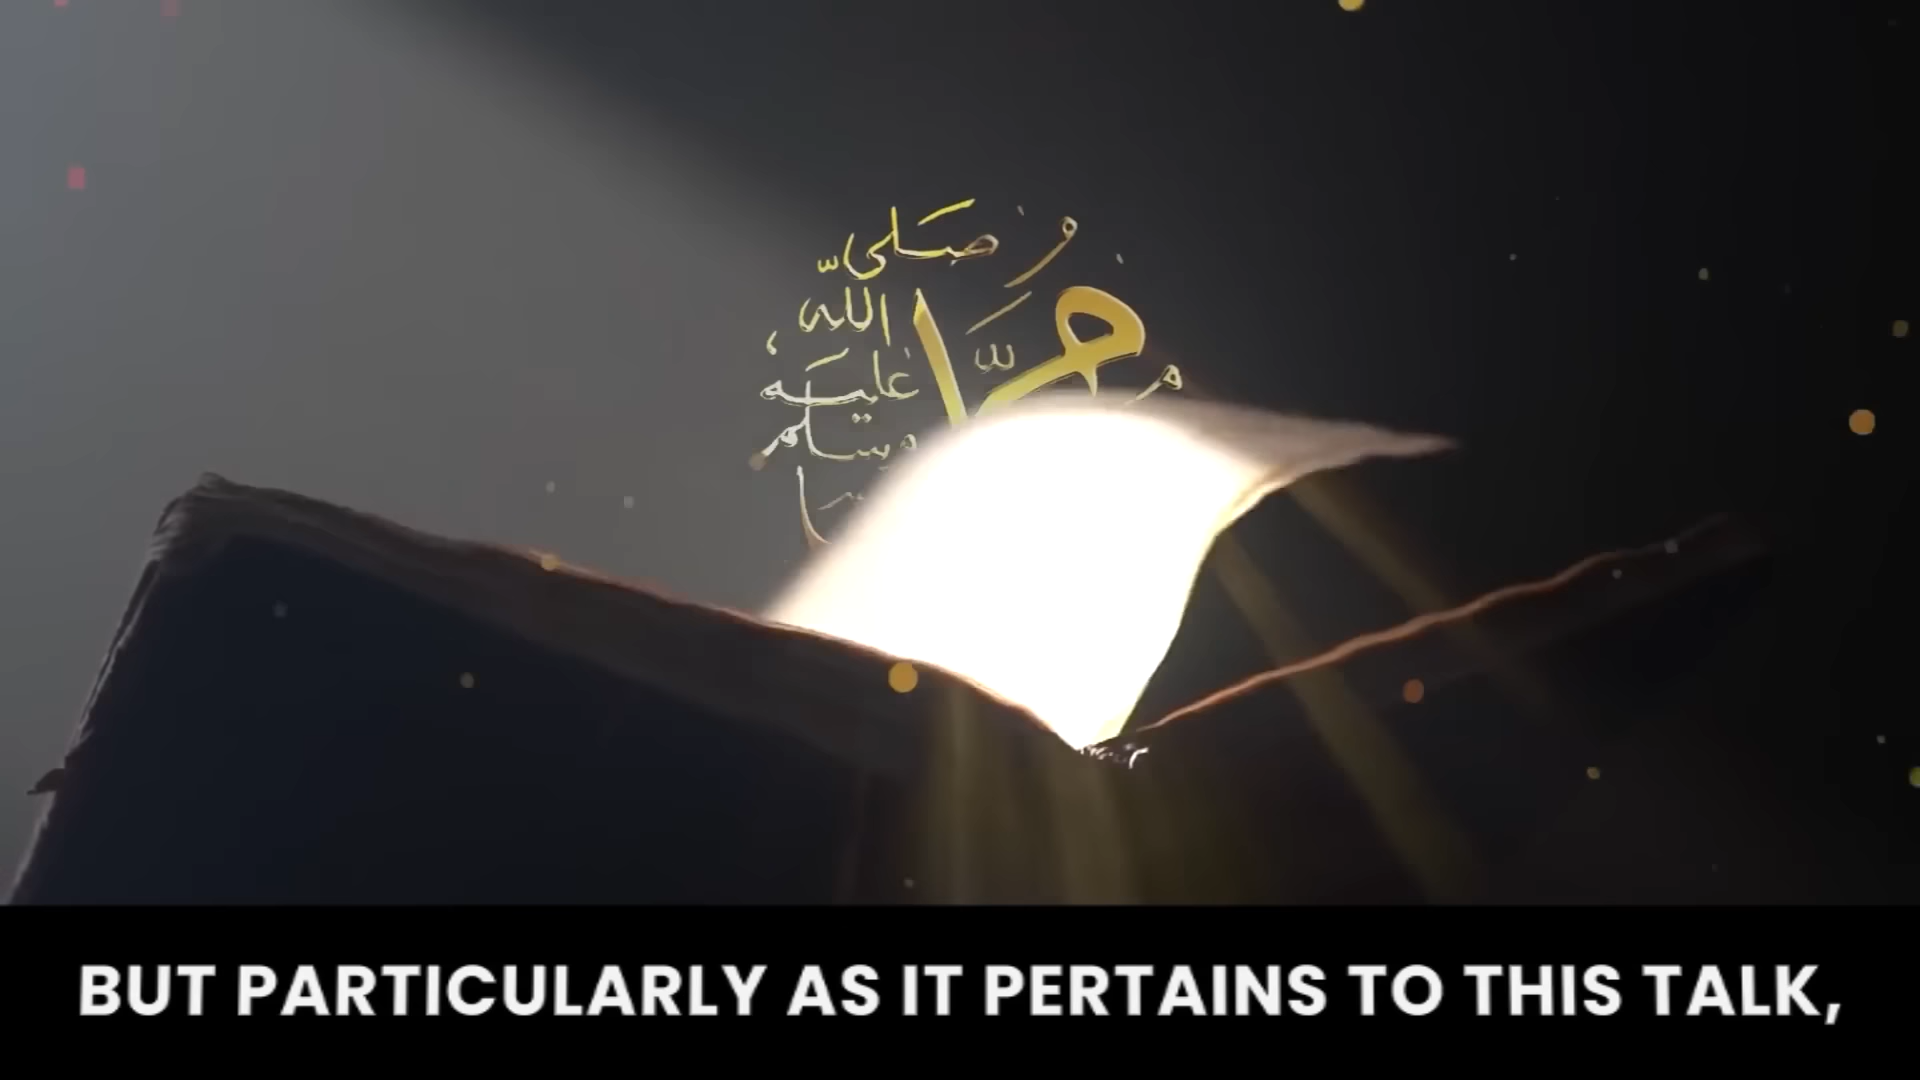 صلى
الله
عليه
وسلم
BUT PARTICULARLY AS IT PERTAINS TO THIS TALK,